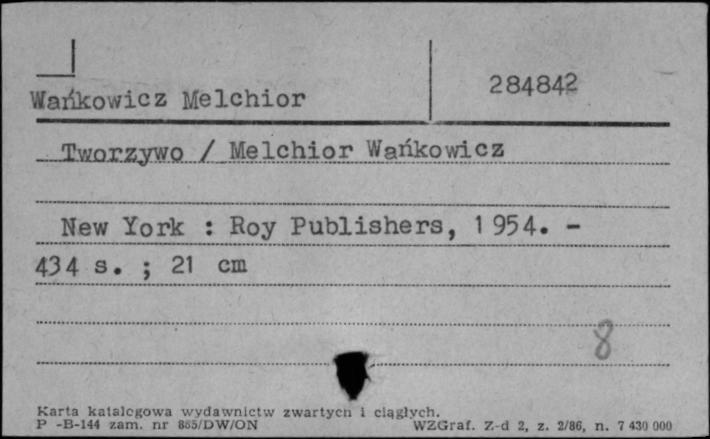 284842
Wańkowicz Melchior
Tworzywo / Melchior Wańkowicz
New York : Roy Publishers, 1954. -
434 s. ; 21 cm
8
Karta katalogowa wydawnictw zwartych i ciągłych.
P -B-144 zam. nr 865/DW/ON WZGraf. Z-d 2, z. 2/86, n. 7 430 000